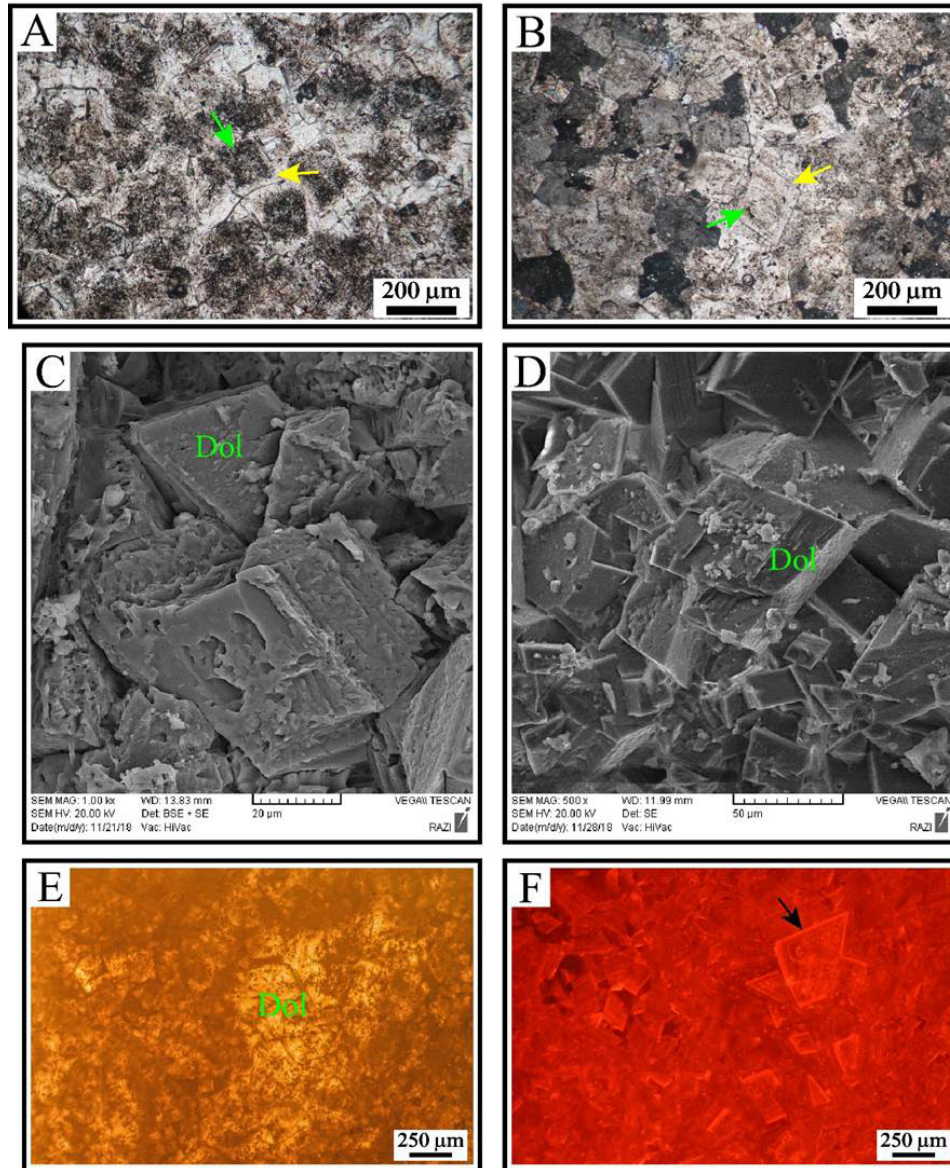 A
200 µm
B
200 µm
C
Dol
SEM MAG: 1.00 kx
WD: 13.83 mm
SEM HV: 20.00 kV
Det: BSE + SE
20 µm
VEGA\\ TESCAN
Date(m/d/y): 11/21/18
Vac: HiVac
RAZI
D
Dol
SEM MAG: 500 x
WD: 11.99 mm
SEM HV: 20.00 kV
Det: SE
50 µm
VEGA\\ TESCAN
Date(m/d/y): 11/28/18
Vac: HiVac
RAZI
E
Dol
250 µm
F
250 µm